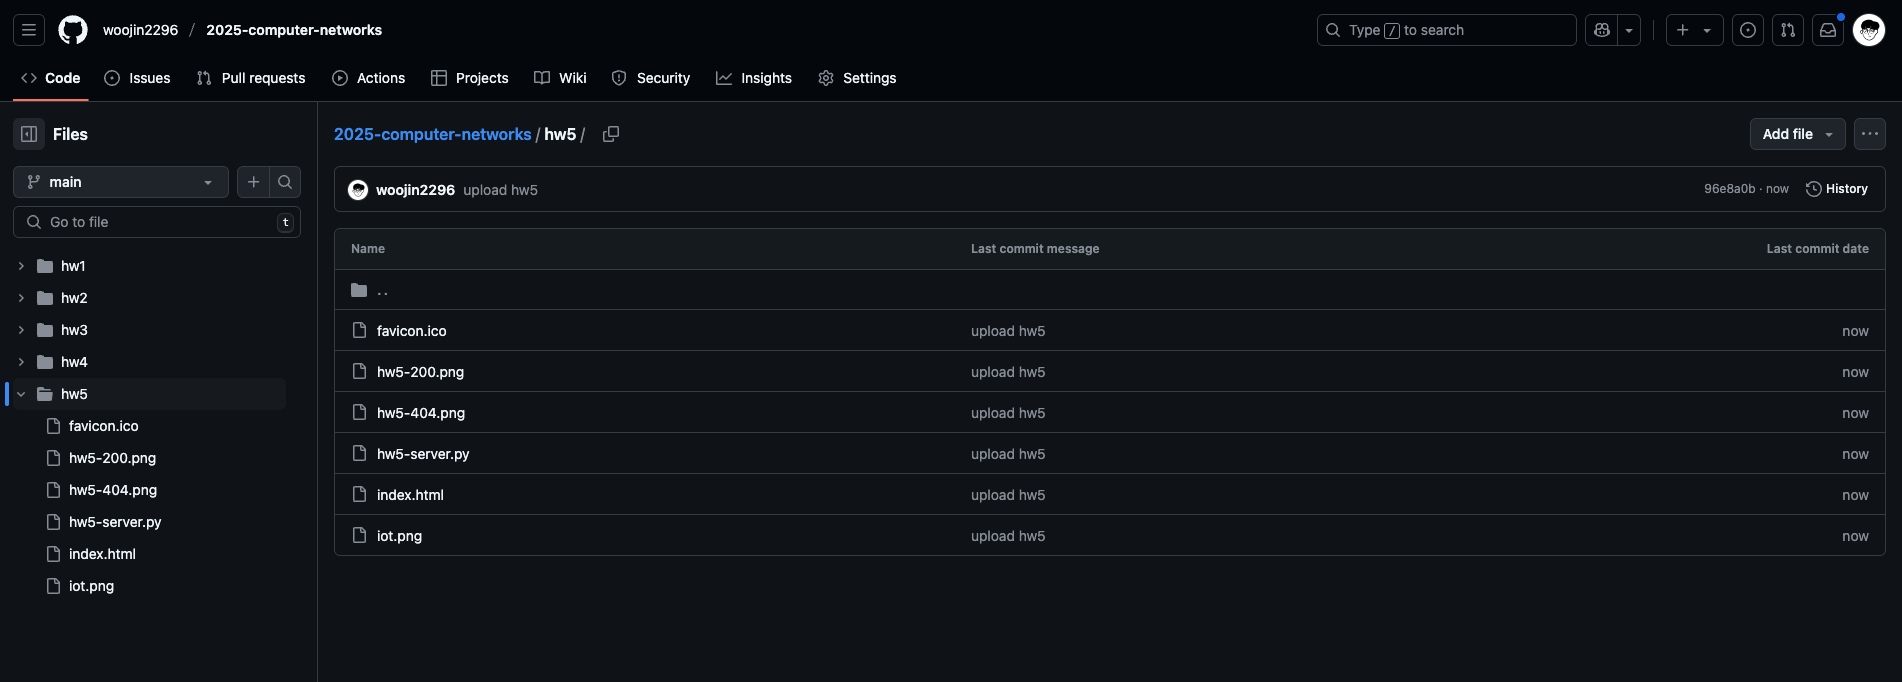 woojin2296 / 2025-computer-networks
Type / to search
Code Issues Pull requests Actions Projects Wiki Security Insights Settings
Files
main
Go to file t
hw1
hw2
hw3
hw4
hw5
favicon.ico
hw5-200.png
hw5-404.png
hw5-server.py
index.html
iot.png
2025-computer-networks / hw5 /
Add file
woojin2296 upload hw5 96e8a0b · now History
Name Last commit message Last commit date
..
favicon.ico upload hw5 now
hw5-200.png upload hw5 now
hw5-404.png upload hw5 now
hw5-server.py upload hw5 now
index.html upload hw5 now
iot.png upload hw5 now